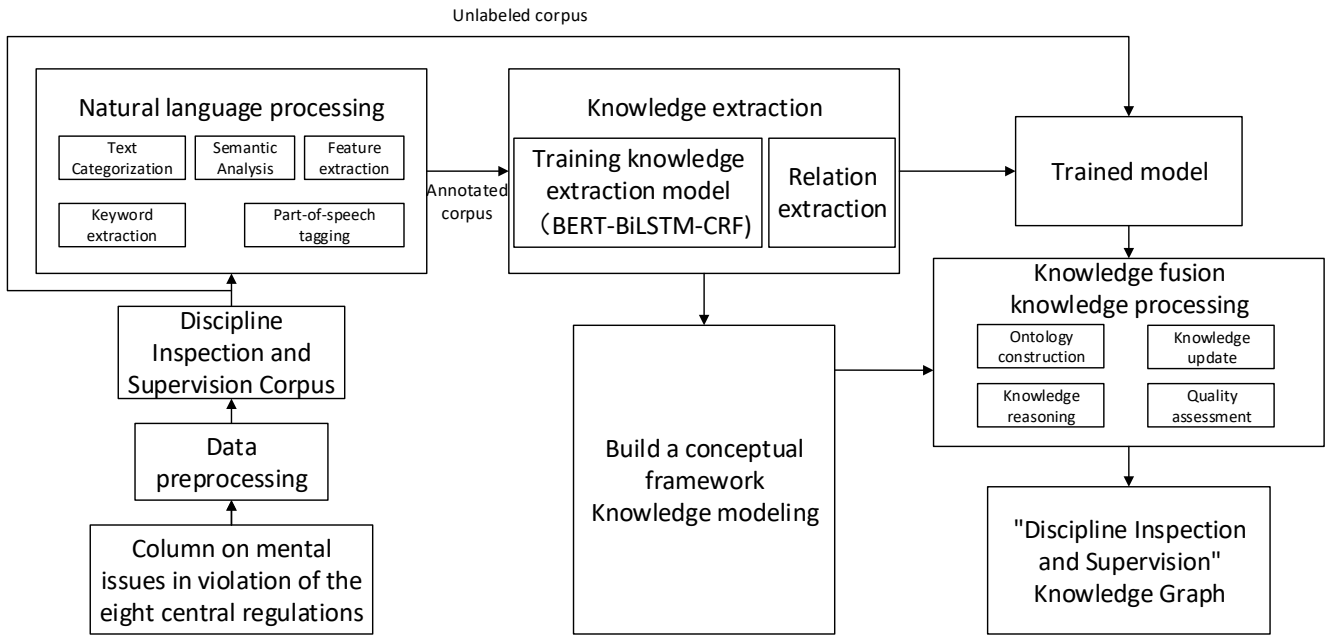 Unlabeled corpus
Natural language processing
Text
Categorization
Semantic
Analysis
Feature
extraction
Keyword
extraction
Part-of-speech
tagging
Annotated
corpus
Knowledge extraction
Training knowledge
extraction model
（BERT-BiLSTM-CRF)
Relation
extraction
Trained model
Discipline
Inspection and
Supervision Corpus
Data
preprocessing
Column on mental
issues in violation of the
eight central regulations
Build a conceptual
framework
Knowledge modeling
Knowledge fusion
knowledge processing
Ontology
construction
Knowledge
update
Knowledge
reasoning
Quality
assessment
"Discipline Inspection
and Supervision"
Knowledge Graph